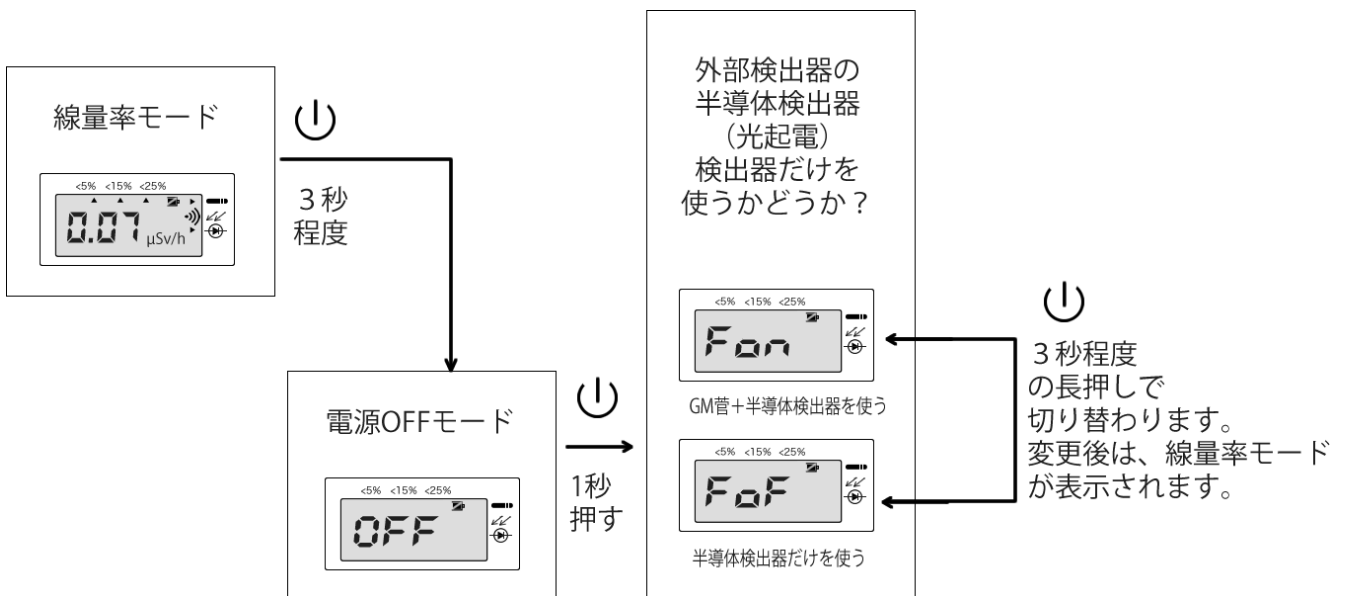 線量率モード
<5% <15% <25%
0.07 μSv/h
3秒
程度
電源OFFモード
<5% <15% <25%
OFF
1秒
押す
外部検出器の
半導体検出器
（光起電）
検出器だけを
使うかどうか？
<5% <15% <25%
Fon
GM菅＋半導体検出器を使う
<5% <15% <25%
FoF
半導体検出器だけを使う
３秒程度
の長押しで
切り替わります。
変更後は、線量率モード
が表示されます。